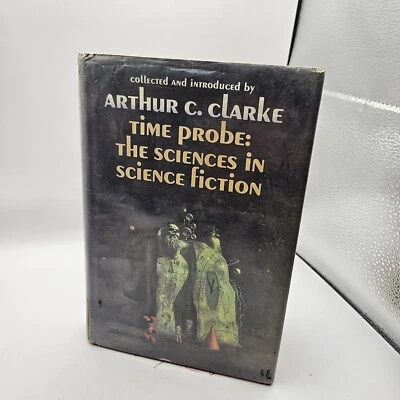 collected and introduced by
ARTHUR C. CLARKE
TIME PROBE:
THE SCIENCES IN
SCIENCE FICTION